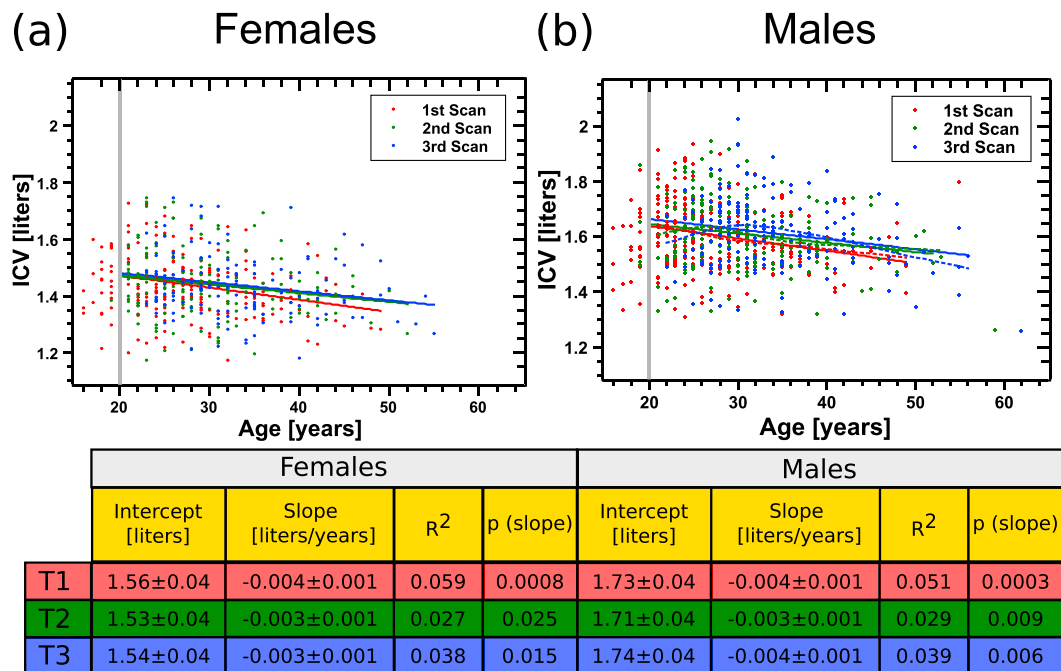 (a) Females
(b) Males
ICV [liters]
2
1.8
1.6
1.4
1.2
1st Scan
2nd Scan
3rd Scan
20 30 40 50 60
Age [years]
ICV [liters]
2
1.8
1.6
1.4
1.2
1st Scan
2nd Scan
3rd Scan
20 30 40 50 60
Age [years]
Females Males
Intercept [liters] Slope [liters/years] R² p (slope) Intercept [liters] Slope [liters/years] R² p (slope)
T1 1.56±0.04 -0.004±0.001 0.059 0.0008 1.73±0.04 -0.004±0.001 0.051 0.0003
T2 1.53±0.04 -0.003±0.001 0.027 0.025 1.71±0.04 -0.003±0.001 0.029 0.009
T3 1.54±0.04 -0.003±0.001 0.038 0.015 1.74±0.04 -0.004±0.001 0.039 0.006